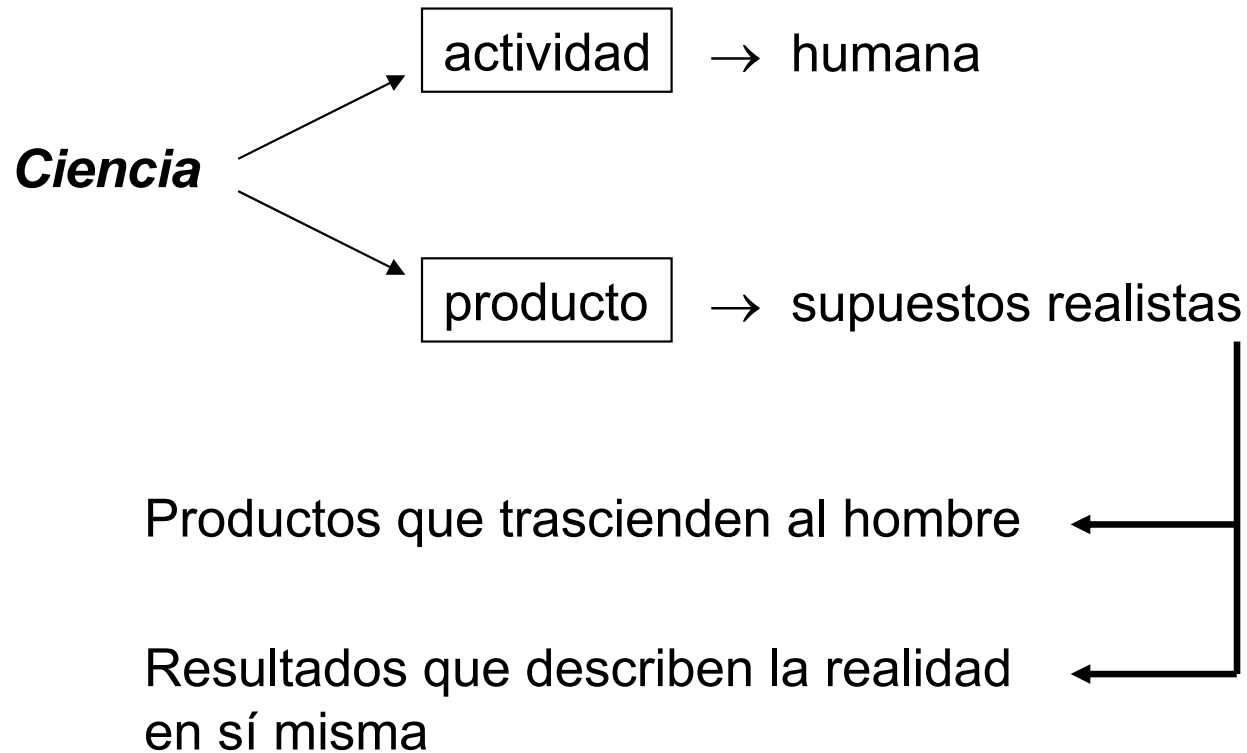 actividad → humana
Ciencia
producto → supuestos realistas
Productos que trascienden al hombre
Resultados que describen la realidad
en sí misma